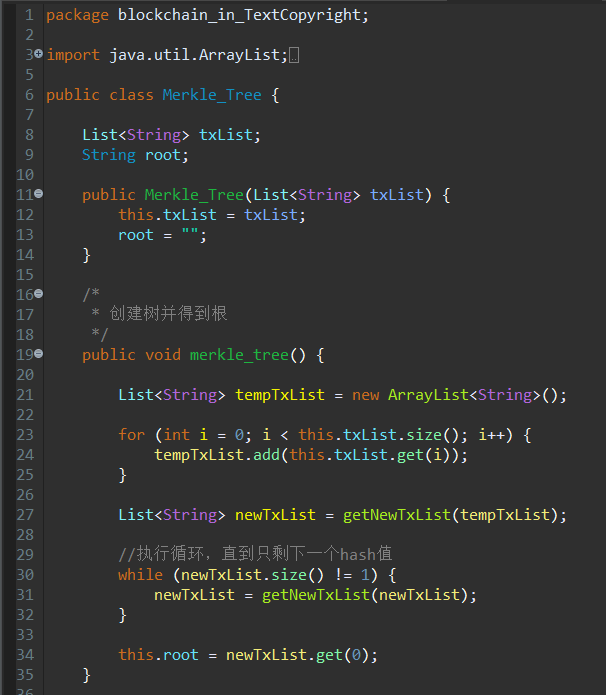 1 package blockchain_in_TextCopyright;
2
3 import java.util.ArrayList;
5
6 public class Merkle_Tree {
7
8     List<String> txList;
9     String root;
10
11     public Merkle_Tree(List<String> txList) {
12         this.txList = txList;
13         root = "";
14     }
15
16     /*
17      * 创建树并得到根
18      */
19     public void merkle_tree() {
20
21         List<String> tempTxList = new ArrayList<String>();
22
23         for (int i = 0; i < this.txList.size(); i++) {
24             tempTxList.add(this.txList.get(i));
25         }
26
27         List<String> newTxList = getNewTxList(tempTxList);
28
29         //执行循环，直到只剩下一个hash值
30         while (newTxList.size() != 1) {
31             newTxList = getNewTxList(newTxList);
32         }
33
34         this.root = newTxList.get(0);
35     }
36